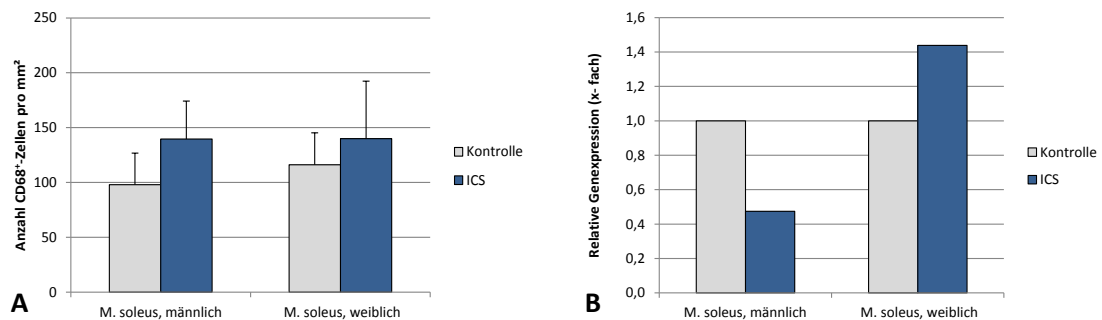 250
200
150
100
50
0
Anzahl CD68⁺-Zellen pro mm²
M. soleus, männlich
M. soleus, weiblich
Kontrolle
ICS
A
1,6
1,4
1,2
1,0
0,8
0,6
0,4
0,2
0,0
Relative Genexpression (x- fach)
M. soleus, männlich
M. soleus, weiblich
Kontrolle
ICS
B